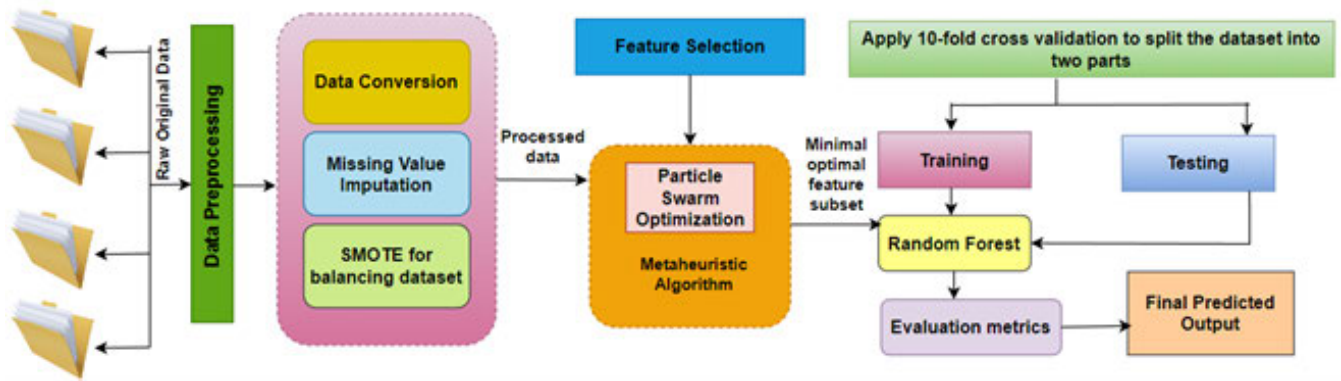 Raw Original Data
Data Preprocessing
Data Conversion
Missing Value
Imputation
SMOTE for
balancing dataset
Processed
data
Feature Selection
Particle
Swarm
Optimization
Metaheuristic
Algorithm
Minimal
optimal
feature
subset
Apply 10-fold cross validation to split the dataset into
two parts
Training
Testing
Random Forest
Evaluation metrics
Final Predicted
Output